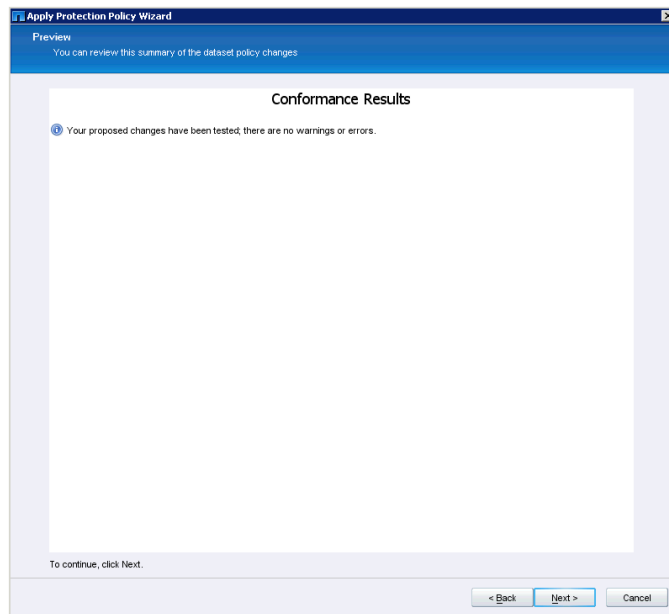 Apply Protection Policy Wizard
Preview
You can review this summary of the dataset policy changes
Conformance Results
Your proposed changes have been tested; there are no warnings or errors.
To continue, click Next.
< Back
Next >
Cancel